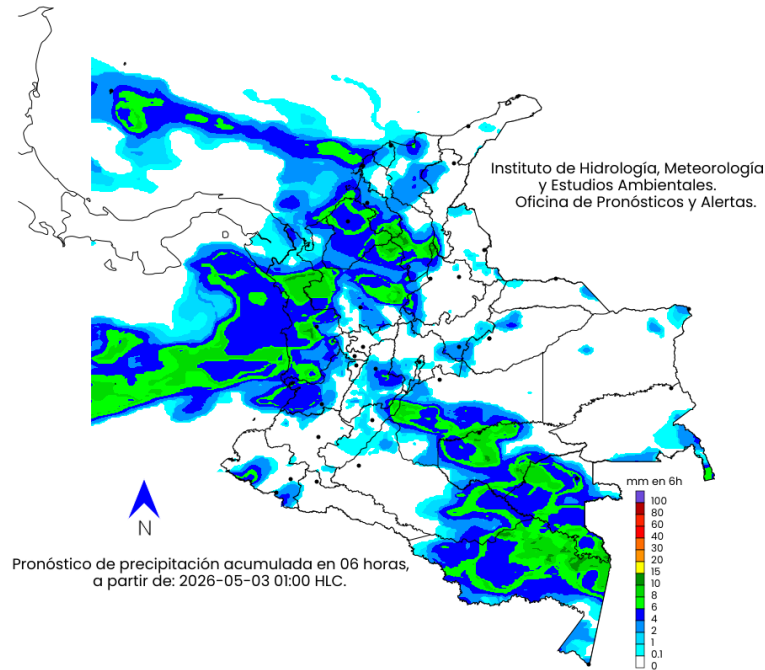 Instituto de Hidrología, Meteorología
y Estudios Ambientales.
Oficina de Pronósticos y Alertas.
mm en 6h
100
80
60
40
30
20
15
10
8
6
4
2
1
0.1
0
N
Pronóstico de precipitación acumulada en 06 horas,
a partir de: 2026-05-03 01:00 HLC.